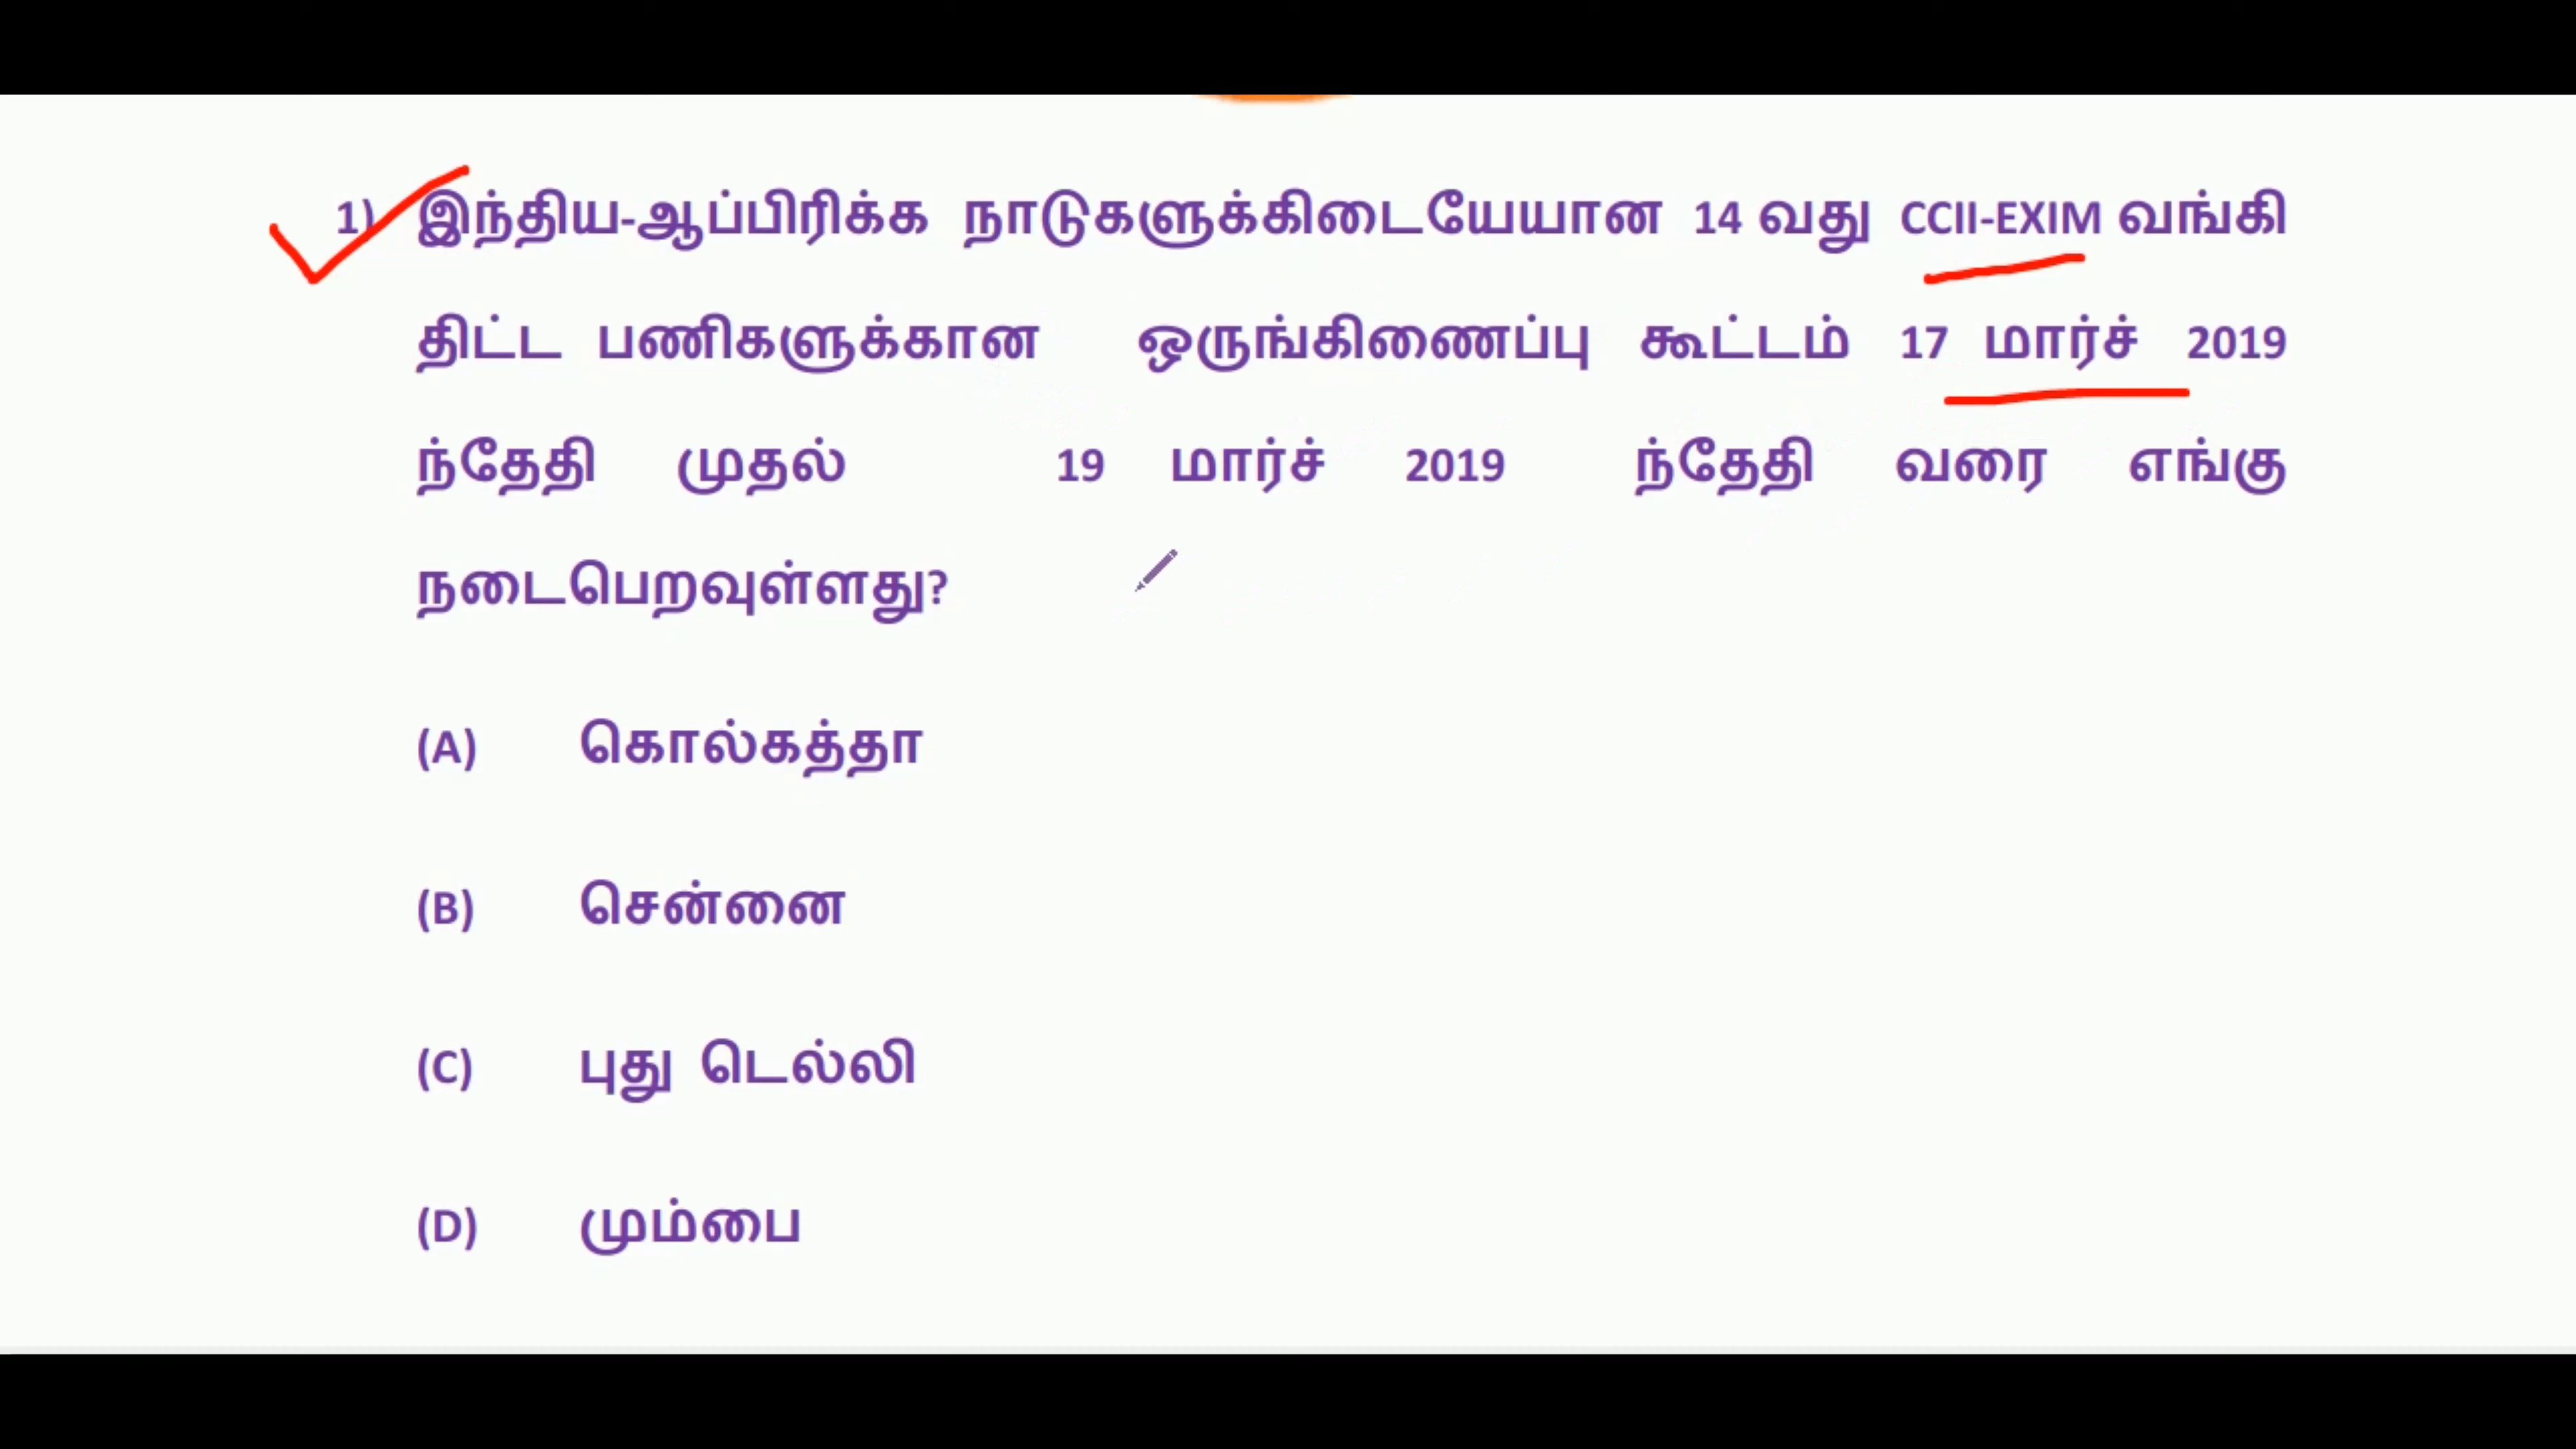 1) இந்திய-ஆப்பிரிக்க நாடுகளுக்கிடையேயான 14 வது CCII-EXIM வங்கி
திட்ட பணிகளுக்கான ஒருங்கிணைப்பு கூட்டம் 17 மார்ச் 2019
ந்தேதி முதல் 19 மார்ச் 2019 ந்தேதி வரை எங்கு
நடைபெறவுள்ளது?
(A) கொல்கத்தா
(B) சென்னை
(C) புது டெல்லி
(D) மும்பை